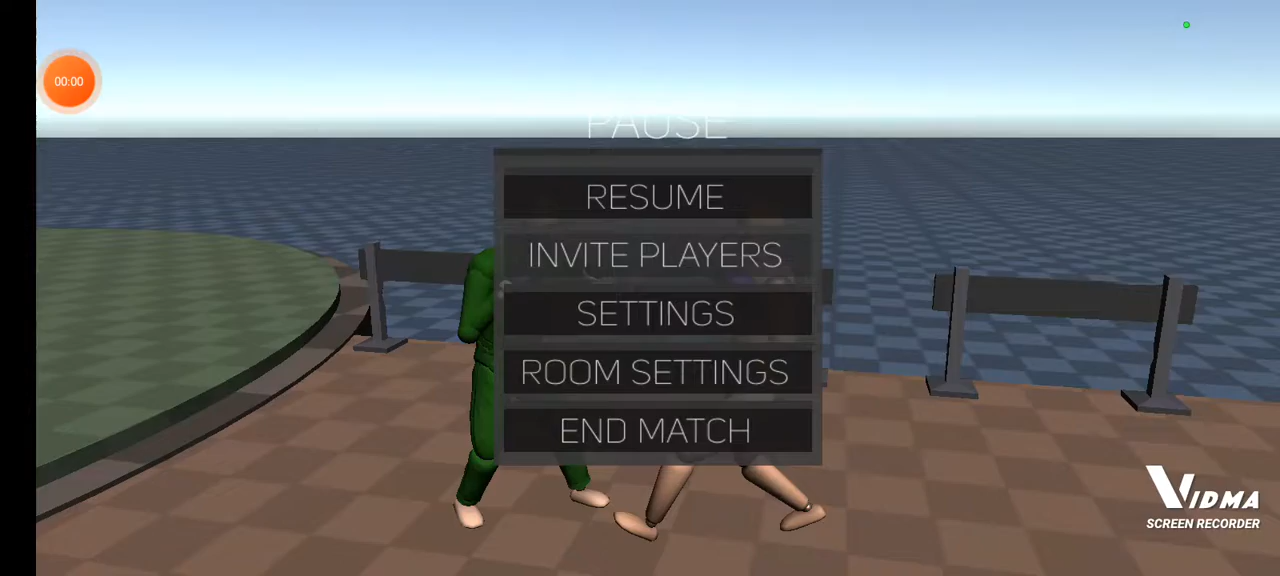 00:00
PAUSE
RESUME
INVITE PLAYERS
SETTINGS
ROOM SETTINGS
END MATCH
VIDMA
SCREEN RECORDER